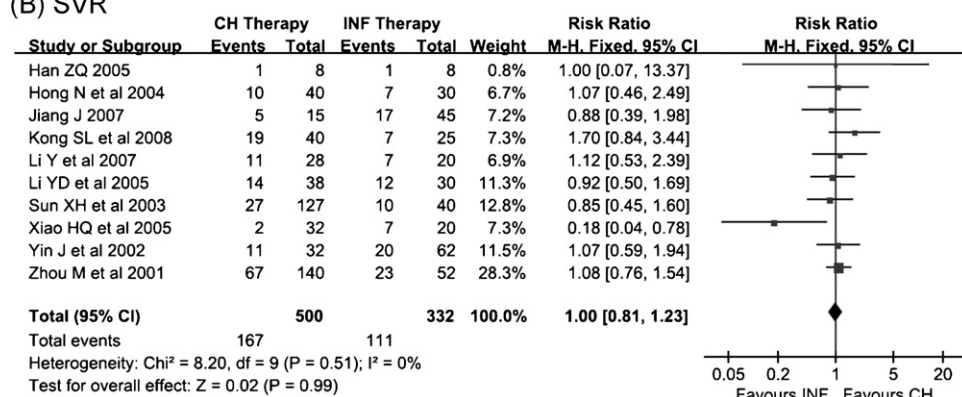 (B) SVR
CH Therapy INF Therapy Risk Ratio Risk Ratio
Study or Subgroup Events Total Events Total Weight M-H. Fixed. 95% CI M-H. Fixed. 95% CI
Han ZQ 2005 1 8 1 8 0.8% 1.00 [0.07, 13.37]
Hong N et al 2004 10 40 7 30 6.7% 1.07 [0.46, 2.49]
Jiang J 2007 5 15 17 45 7.2% 0.88 [0.39, 1.98]
Kong SL et al 2008 19 40 7 25 7.3% 1.70 [0.84, 3.44]
Li Y et al 2007 11 28 7 20 6.9% 1.12 [0.53, 2.39]
Li YD et al 2005 14 38 12 30 11.3% 0.92 [0.50, 1.69]
Sun XH et al 2003 27 127 10 40 12.8% 0.85 [0.45, 1.60]
Xiao HQ et al 2005 2 32 7 20 7.3% 0.18 [0.04, 0.78]
Yin J et al 2002 11 32 20 62 11.5% 1.07 [0.59, 1.94]
Zhou M et al 2001 67 140 23 52 28.3% 1.08 [0.76, 1.54]
Total (95% CI) 500 332 100.0% 1.00 [0.81, 1.23]
Total events 167 111
Heterogeneity: Chi² = 8.20, df = 9 (P = 0.51); I² = 0%
Test for overall effect: Z = 0.02 (P = 0.99)
0.05 0.2 1 5 20
Favours INF Favours CH